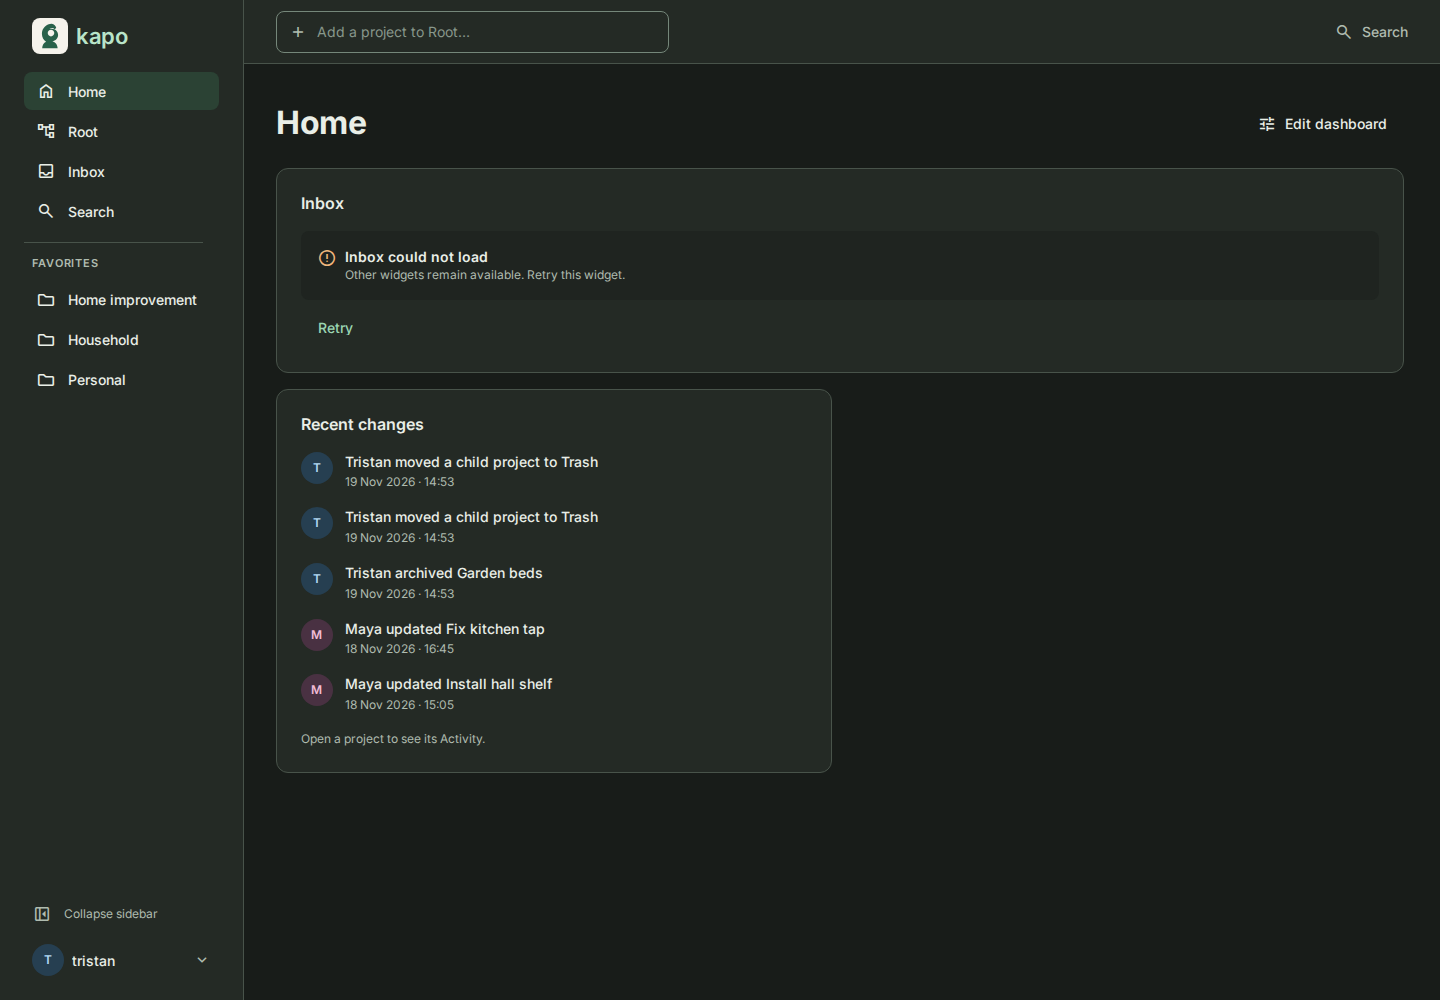 kapo
Add a project to Root...
Search
Home
Root
Inbox
Search
FAVORITES
Home improvement
Household
Personal
Collapse sidebar
T
tristan
Home
Edit dashboard
Inbox
Inbox could not load
Other widgets remain available. Retry this widget.
Retry
Recent changes
T
Tristan moved a child project to Trash
19 Nov 2026 · 14:53
T
Tristan moved a child project to Trash
19 Nov 2026 · 14:53
T
Tristan archived Garden beds
19 Nov 2026 · 14:53
M
Maya updated Fix kitchen tap
18 Nov 2026 · 16:45
M
Maya updated Install hall shelf
18 Nov 2026 · 15:05
Open a project to see its Activity.